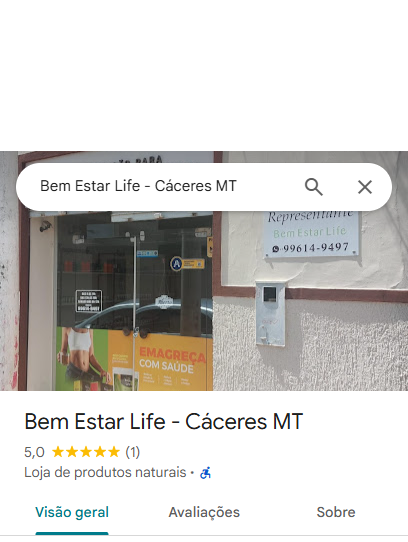 Bem Estar Life - Cáceres MT
PARA
Representante
Bem Estar Life
99614-9497
A
EMAGREÇA
COM SAÚDE
Bem Estar Life - Cáceres MT
5,0 (1)
Loja de produtos naturais ·
Visão geral Avaliações Sobre